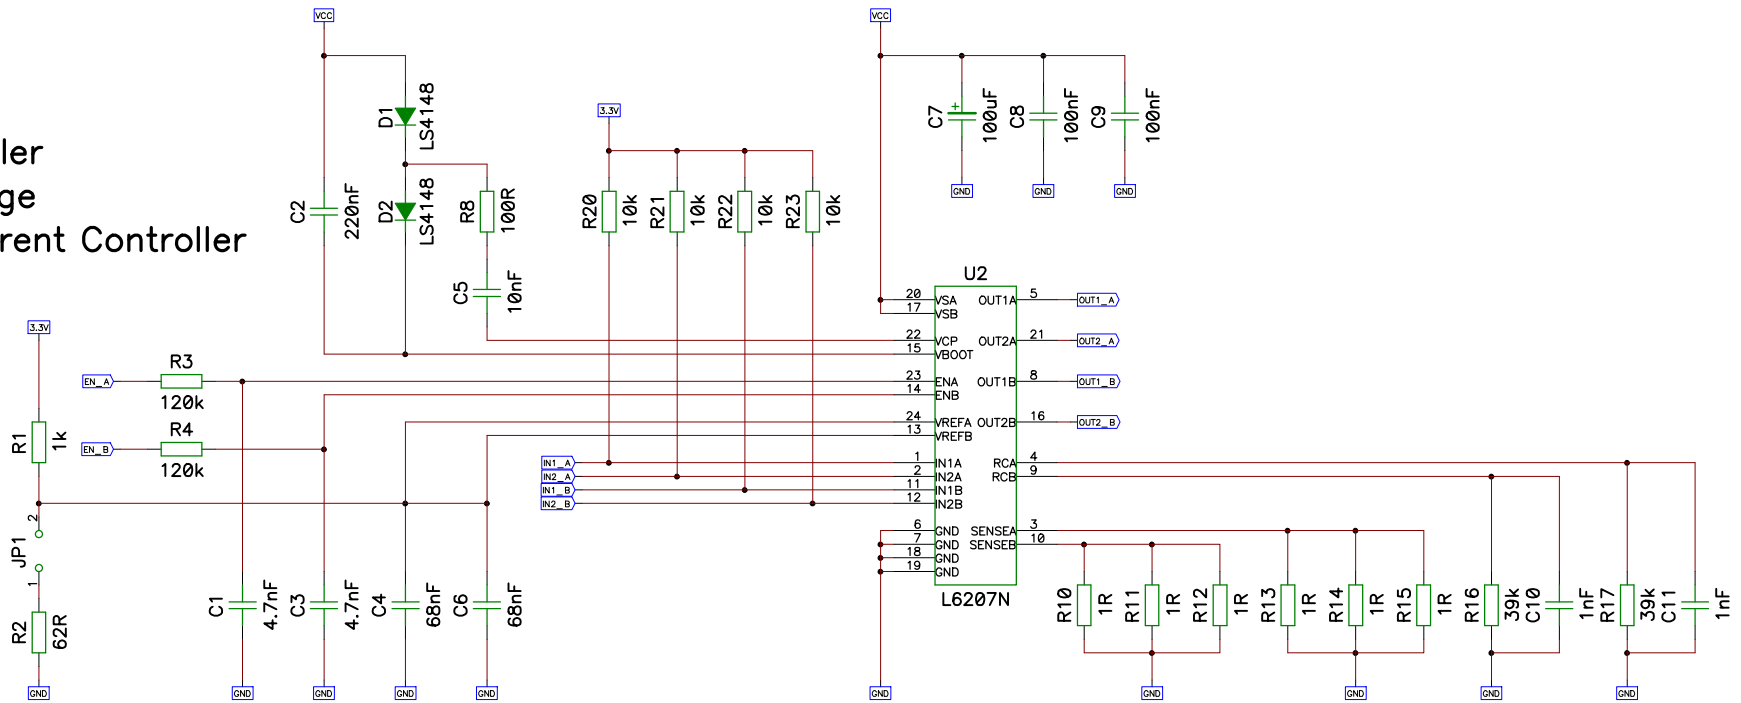 VCC
VCC
D1
LS4148
C7
100uF
C8
100nF
C9
100nF
3.3V
ller
ge
rent Controller
C2
220nF
D2
LS4148
R8
100R
R20
10k
R21
10k
R22
10k
R23
10k
GND
GND
GND
C5
10nF
U2
20
VSA
OUT1A
5
OUT1_A
17
VSB
3.3V
22
VCP
OUT2A
21
OUT2_A
15
VBOOT
R3
EN_A
120k
23
ENA
OUT1B
8
OUT1_B
14
ENB
R1
1k
24
VREFA
OUT2B
16
OUT2_B
13
VREFB
R4
EN_B
120k
IN1_A
1
IN1A
RCA
4
IN2_A
2
IN2A
RCB
9
IN1_B
11
IN1B
IN2_B
12
IN2B
2
JP1
1
6
GND
SENSEA
3
7
GND
SENSEB
10
18
GND
19
GND
L6207N
R2
62R
C1
4.7nF
C3
4.7nF
C4
68nF
C6
68nF
R10
1R
R11
1R
R12
1R
R13
1R
R14
1R
R15
1R
R16
39k
C10
1nF
R17
39k
C11
1nF
GND
GND
GND
GND
GND
GND
GND
GND
GND
GND